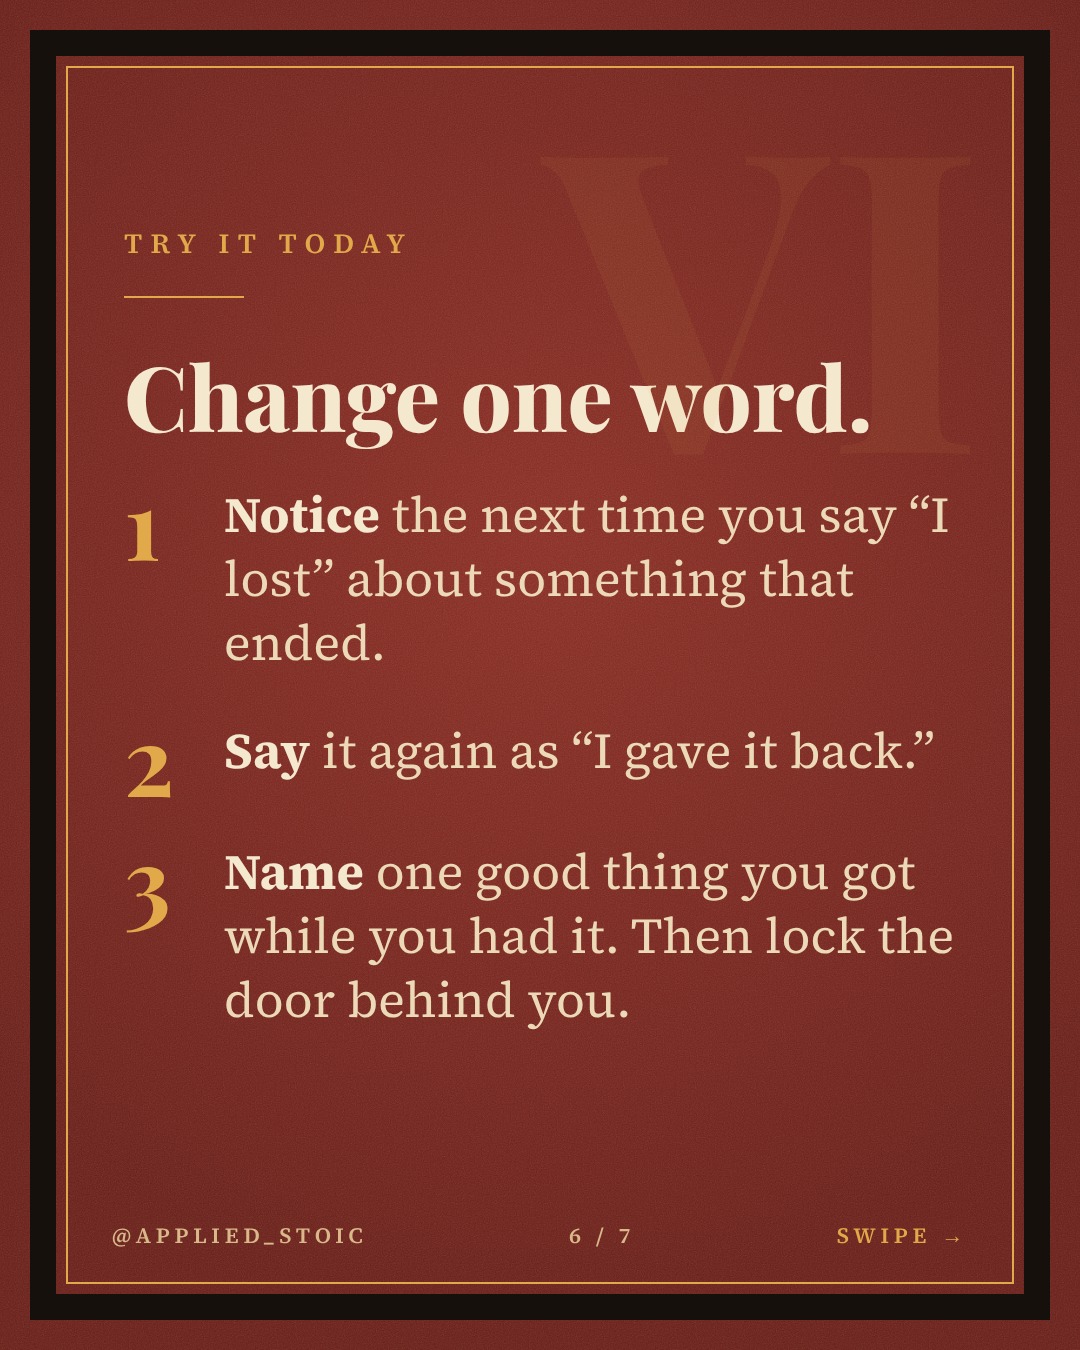 VI
TRY IT TODAY
Change one word.
1 Notice the next time you say “I
lost” about something that
ended.
2 Say it again as “I gave it back.”
3 Name one good thing you got
while you had it. Then lock the
door behind you.
@APPLIED_STOIC 6 / 7 SWIPE →